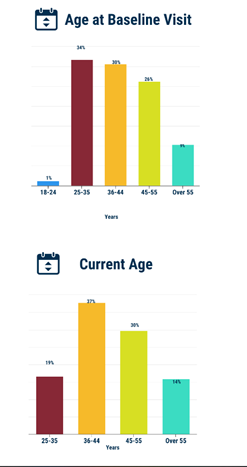 Age at Baseline Visit
34%
30%
26%
9%
1%
18-24 25-35 36-44 45-55 Over 55
Years
Current Age
37%
30%
19%
14%
25-35 36-44 45-55 Over 55
Years